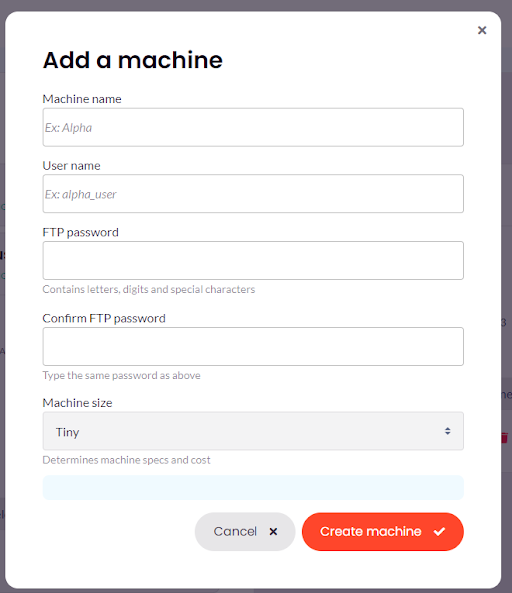 Add a machine
Machine name
Ex: Alpha
User name
Ex: alpha_user
FTP password
Contains letters, digits and special characters
Confirm FTP password
Type the same password as above
Machine size
Tiny
Determines machine specs and cost
Cancel
Create machine